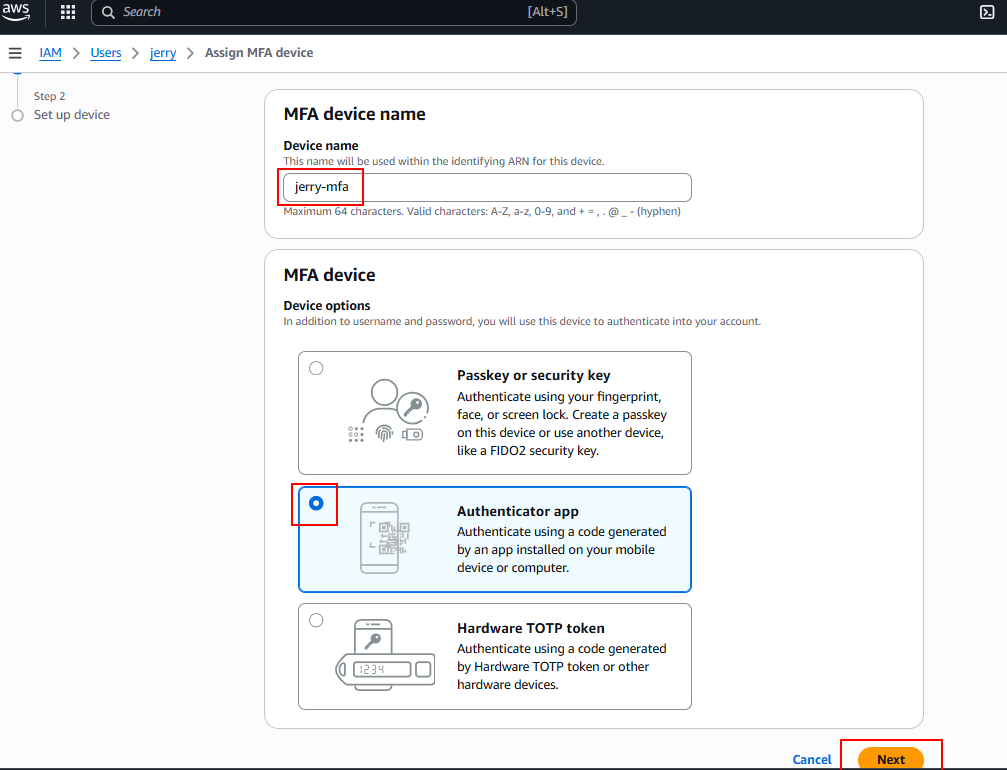 aws
Search [Alt+S]
IAM > Users > jerry > Assign MFA device
Step 2
Set up device
MFA device name
Device name
This name will be used within the identifying ARN for this device.
jerry-mfa
Maximum 64 characters. Valid characters: A-Z, a-z, 0-9, and + = , . @ _ - (hyphen)
MFA device
Device options
In addition to username and password, you will use this device to authenticate into your account.
Passkey or security key
Authenticate using your fingerprint,
face, or screen lock. Create a passkey
on this device or use another device,
like a FIDO2 security key.
Authenticator app
Authenticate using a code generated
by an app installed on your mobile
device or computer.
Hardware TOTP token
Authenticate using a code generated
by Hardware TOTP token or other
hardware devices.
1234
Cancel
Next